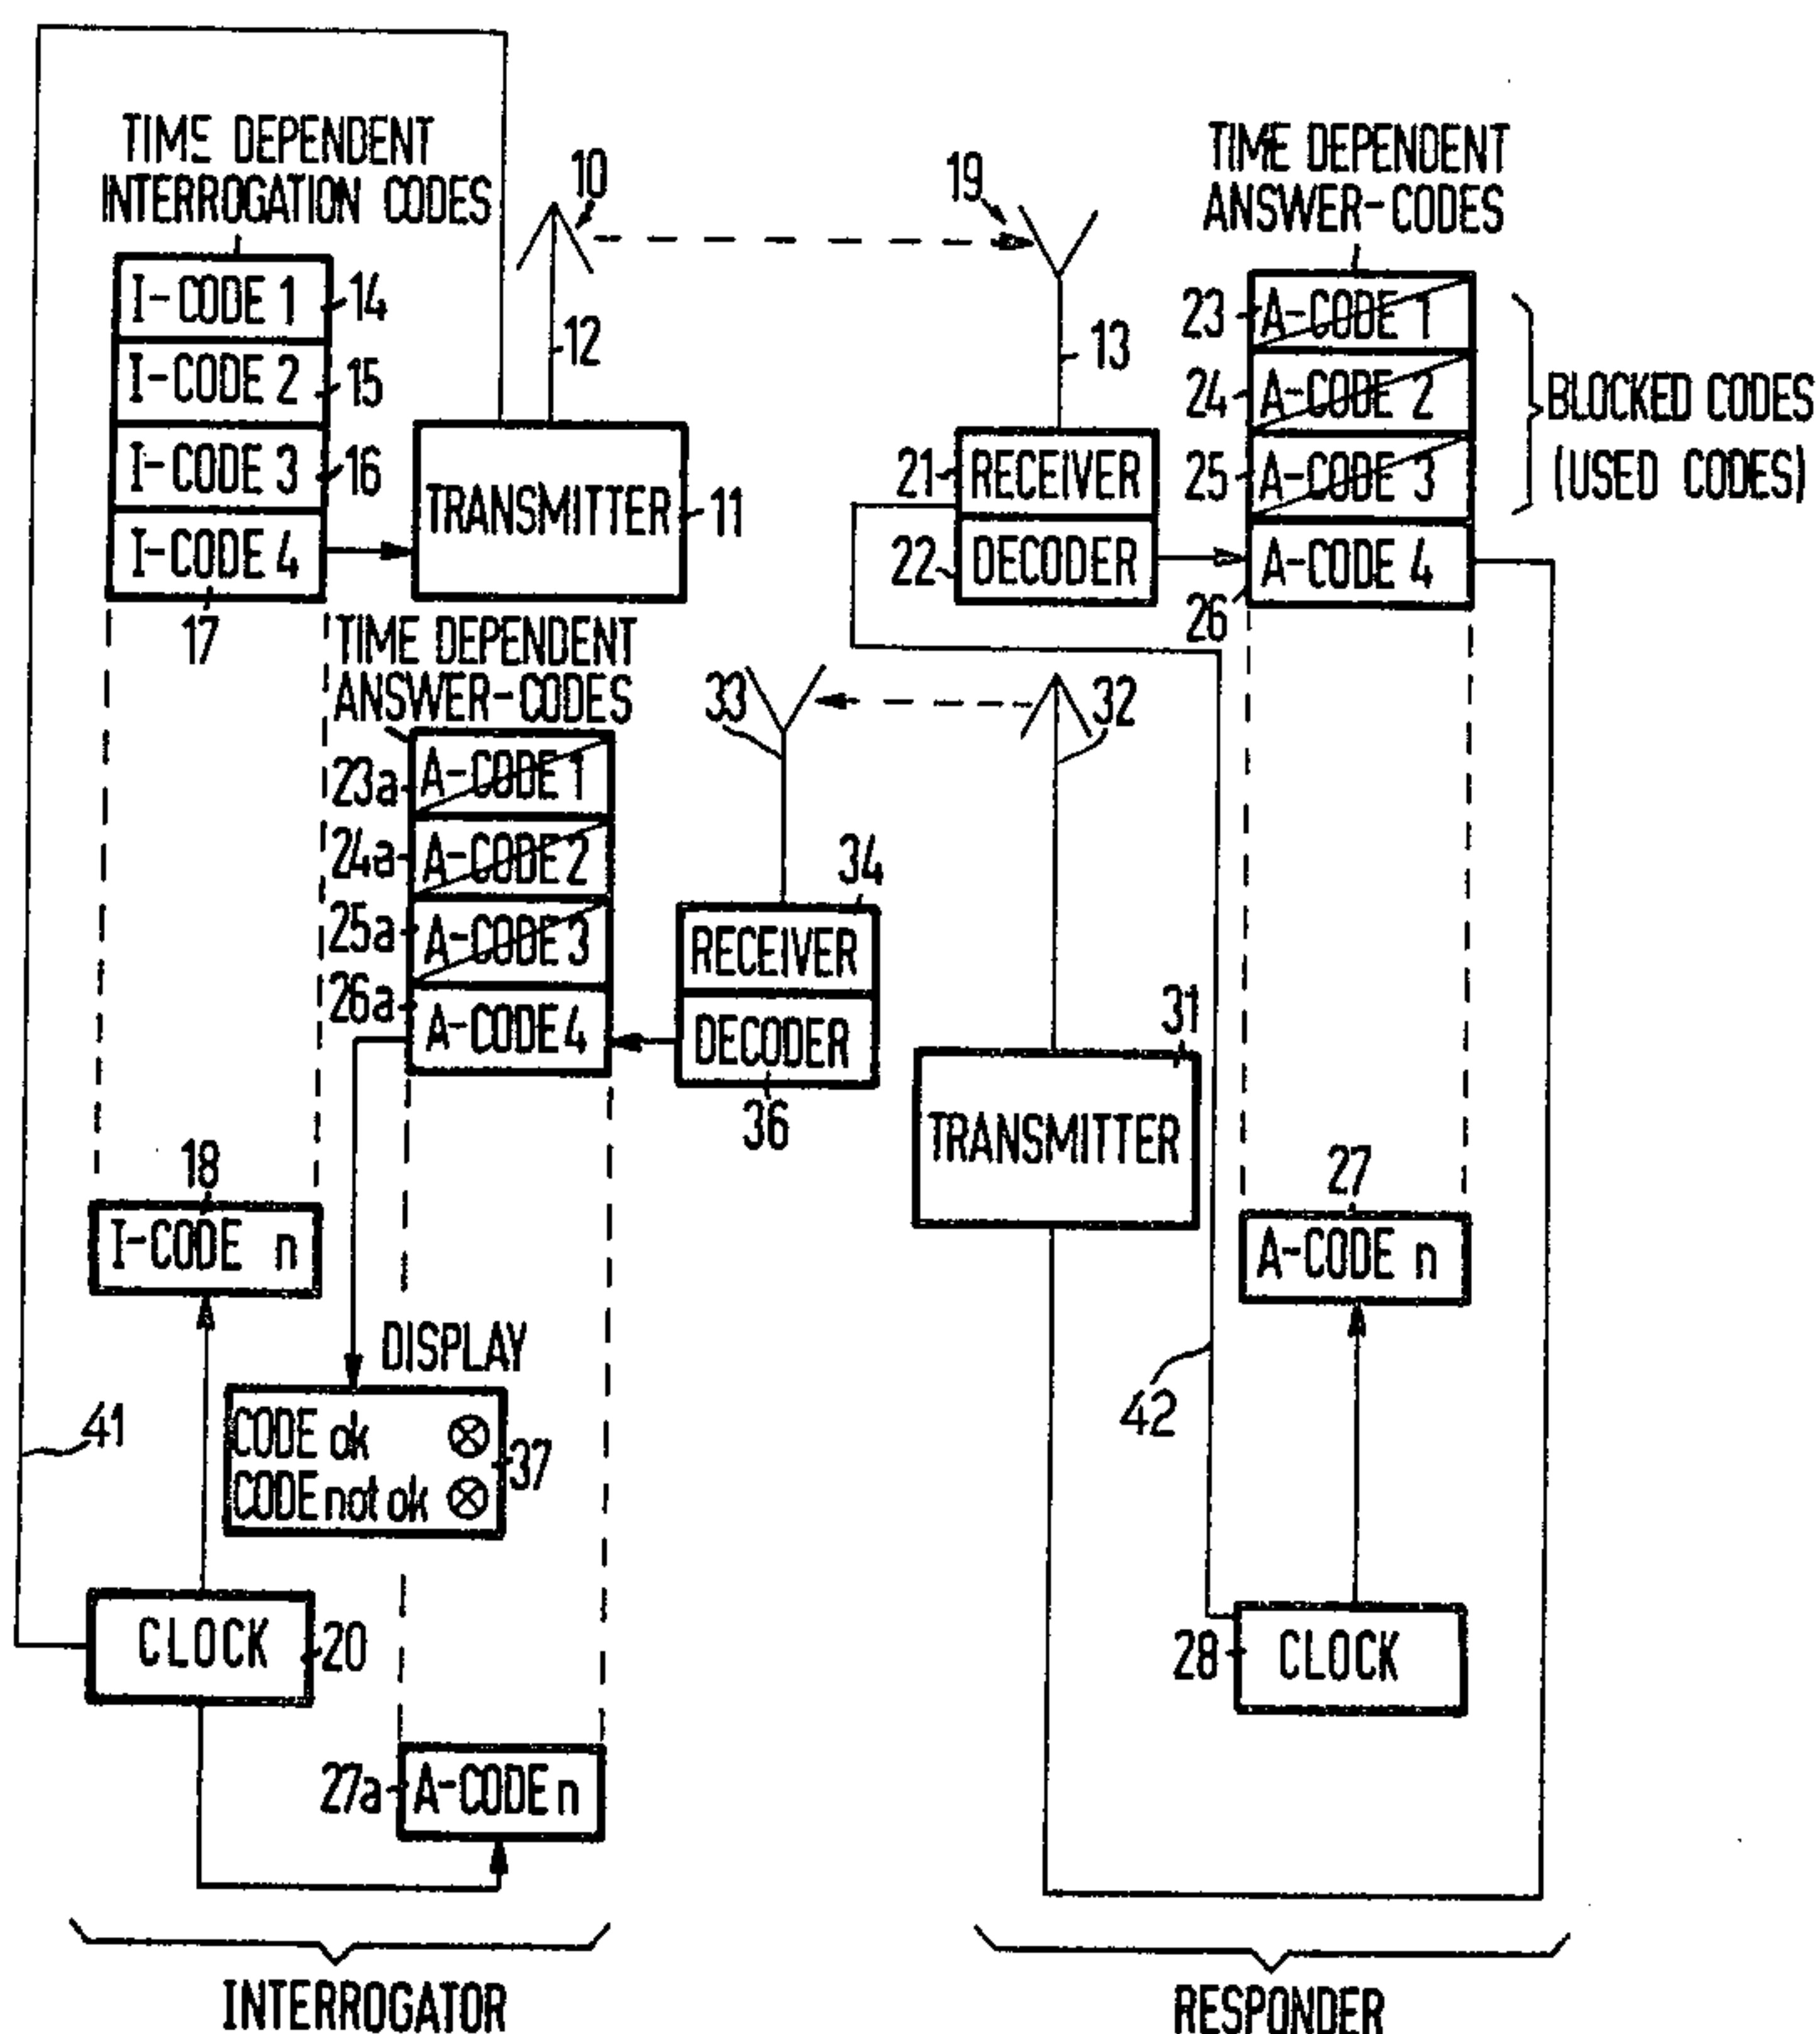 TIME DEPENDENT
INTERROGATION CODES
10
19
TIME DEPENDENT
ANSWER-CODES
I-CODE 1
14
12
13
23
A-CODE 1
I-CODE 2
15
24
A-CODE 2
BLOCKED CODES
(USED CODES)
I-CODE 3
16
TRANSMITTER
11
21
RECEIVER
25
A-CODE 3
I-CODE 4
17
22
DECODER
A-CODE 4
26
TIME DEPENDENT
ANSWER-CODES
33
32
23a
A-CODE 1
24a
A-CODE 2
34
25a
A-CODE 3
RECEIVER
26a
A-CODE 4
DECODER
36
31
TRANSMITTER
18
I-CODE n
27
A-CODE n
DISPLAY
CODE ok
CODE not ok
37
41
42
CLOCK
20
28
CLOCK
27a
A-CODE n
INTERROGATOR
RESPONDER